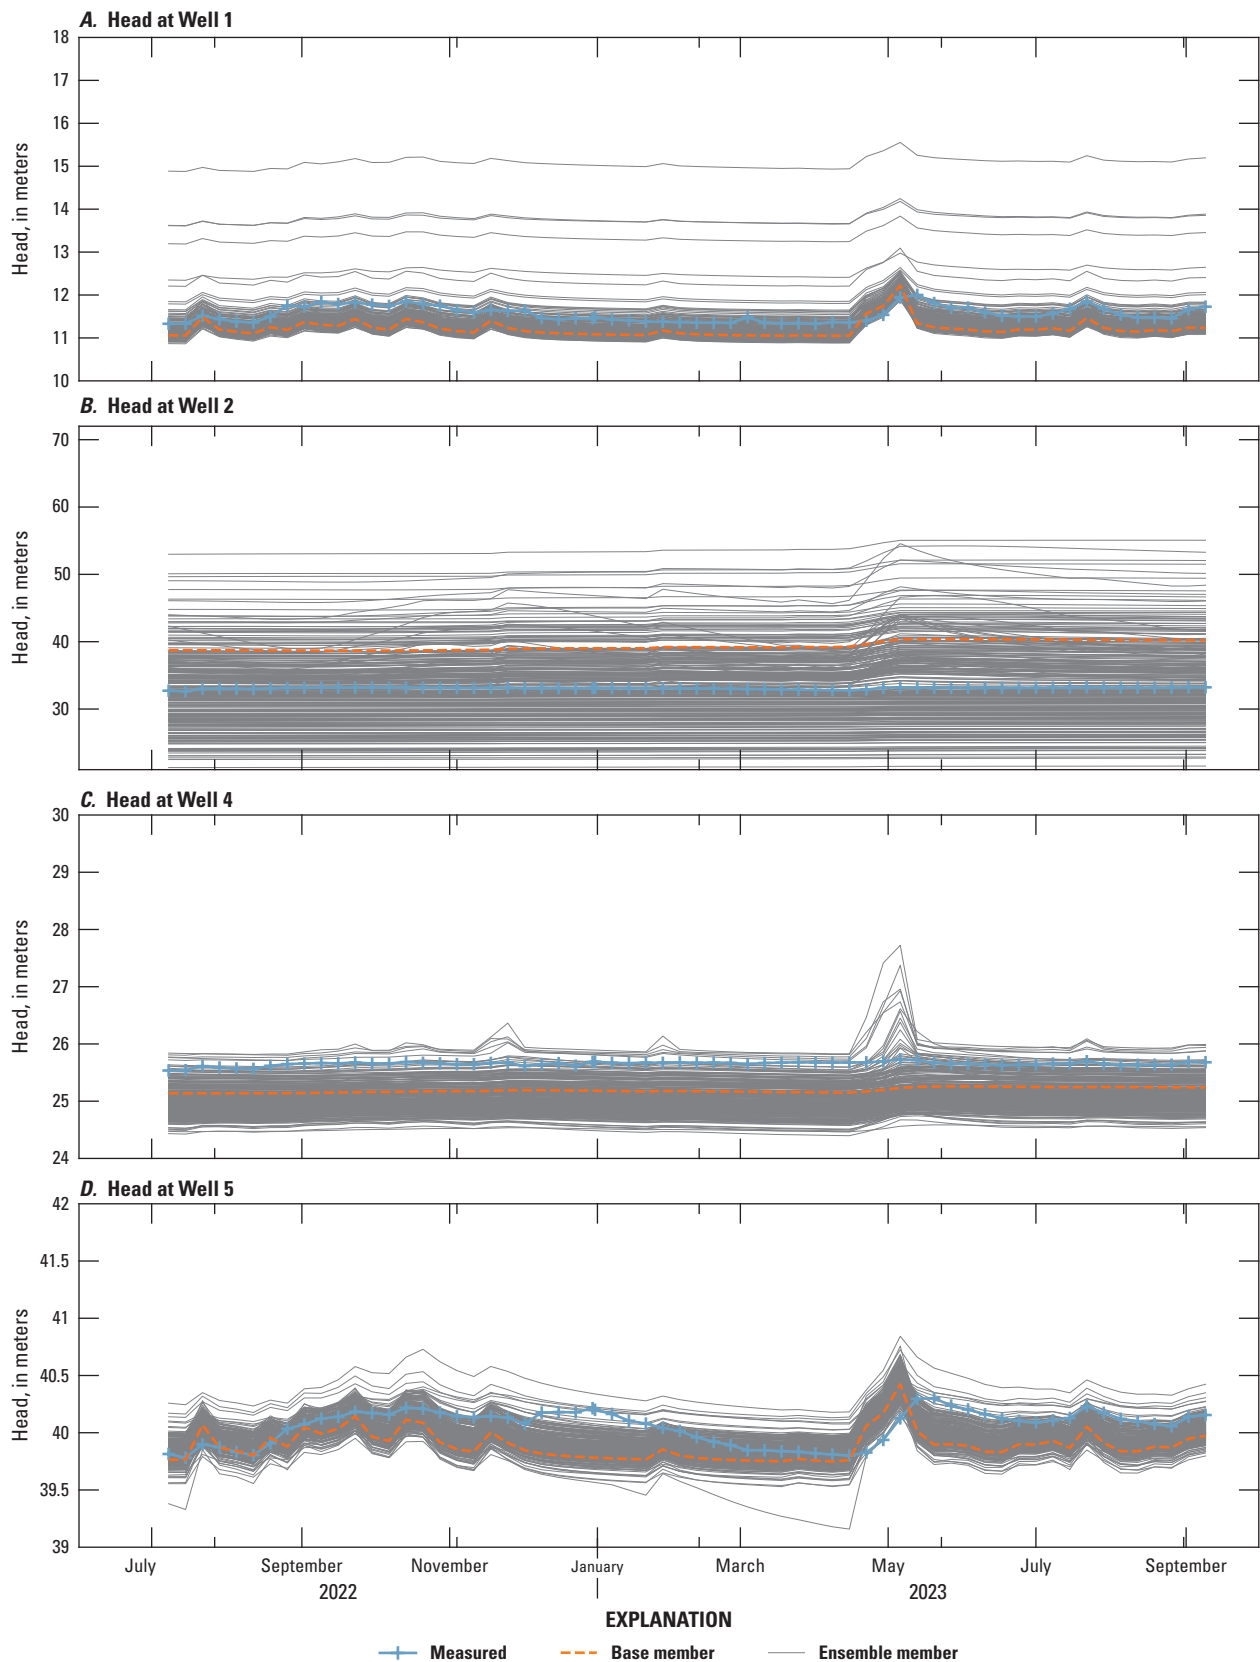 A. Head at Well 1
18
17
16
15
14
13
12
11
10
Head, in meters
B. Head at Well 2
70
60
50
40
30
Head, in meters
C. Head at Well 4
30
29
28
27
26
25
24
Head, in meters
D. Head at Well 5
42
41.5
41
40.5
40
39.5
39
Head, in meters
July September November January March May July September
2022 2023
EXPLANATION
Measured Base member Ensemble member